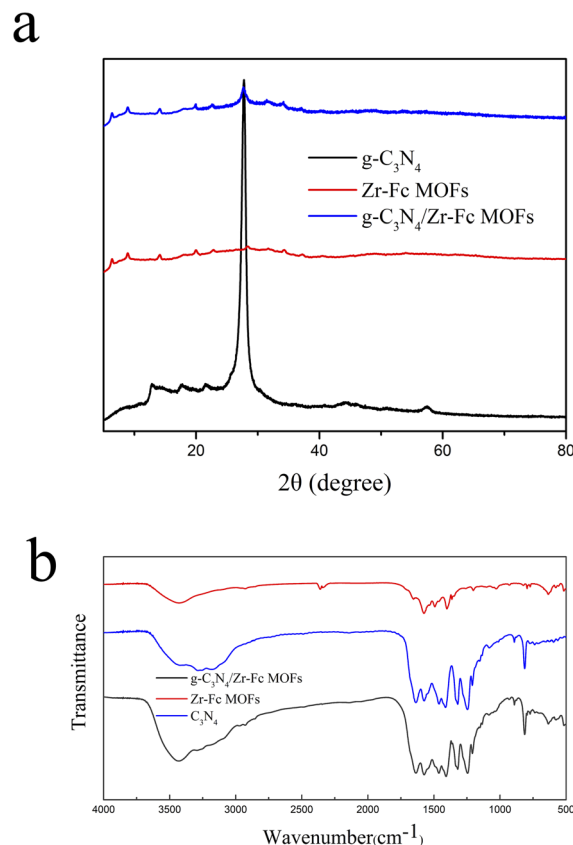 a
g-C₃N₄
Zr-Fc MOFs
g-C₃N₄/Zr-Fc MOFs
20 40 60 80
2θ (degree)
b
Transmittance
g-C₃N₄/Zr-Fc MOFs
Zr-Fc MOFs
C₃N₄
4000 3500 3000 2500 2000 1500 1000 500
Wavenumber(cm⁻¹)